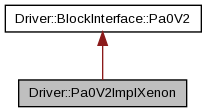 Driver::BlockInterface::Pa0V2
Driver::Pa0V2ImplXenon